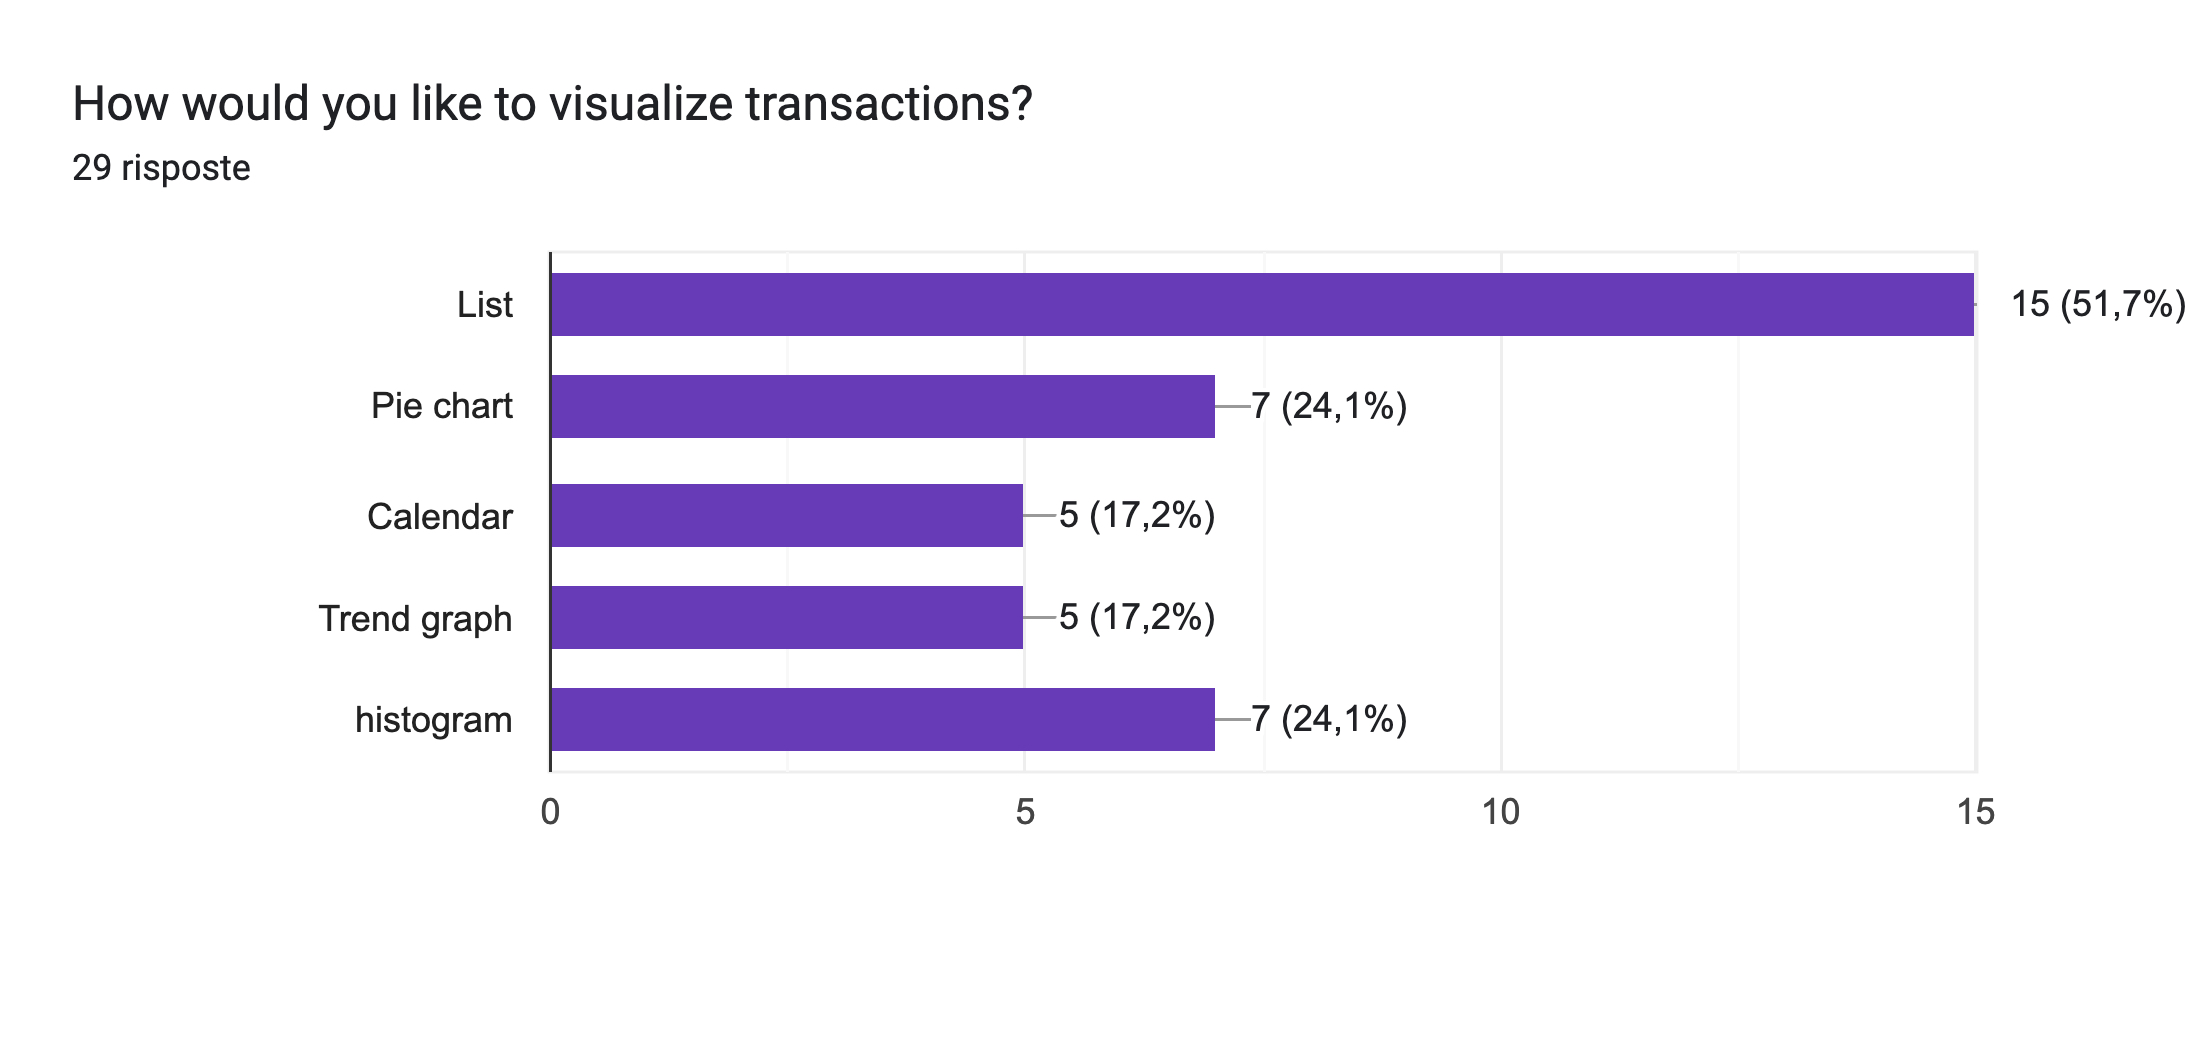 How would you like to visualize transactions?
29 risposte
List
15 (51,7%)
Pie chart
7 (24,1%)
Calendar
5 (17,2%)
Trend graph
5 (17,2%)
histogram
7 (24,1%)
0
5
10
15